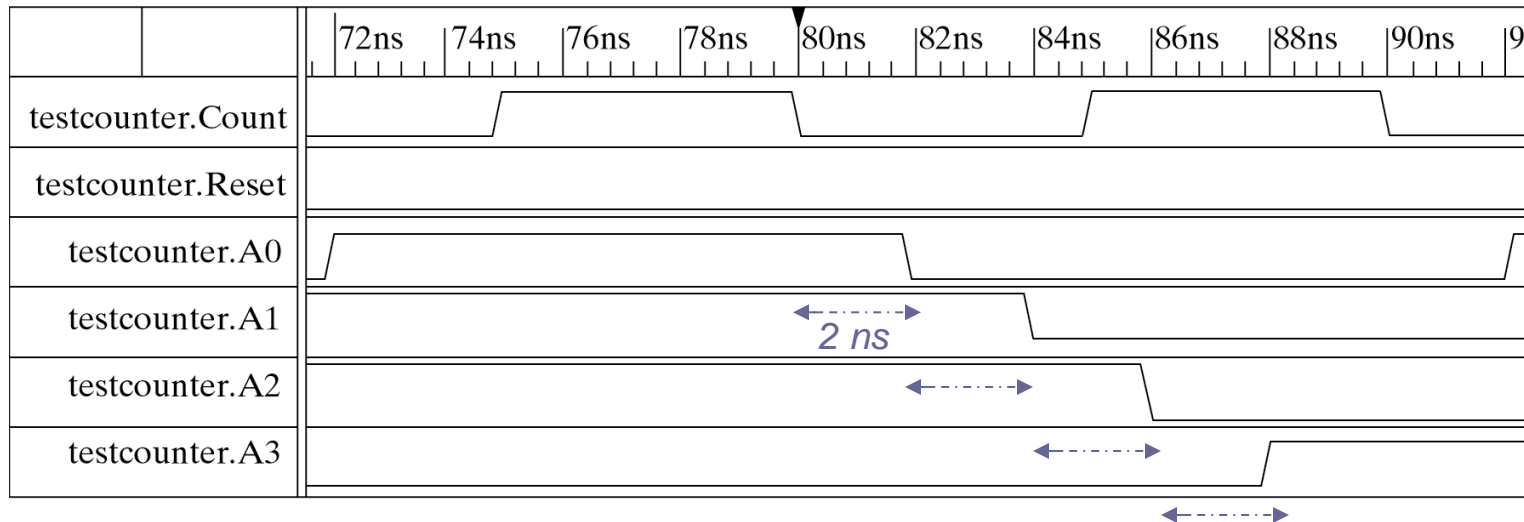 72ns 74ns 76ns 78ns 80ns 82ns 84ns 86ns 88ns 90ns 9
testcounter.Count
testcounter.Reset
testcounter.A0
testcounter.A1
2 ns
testcounter.A2
testcounter.A3